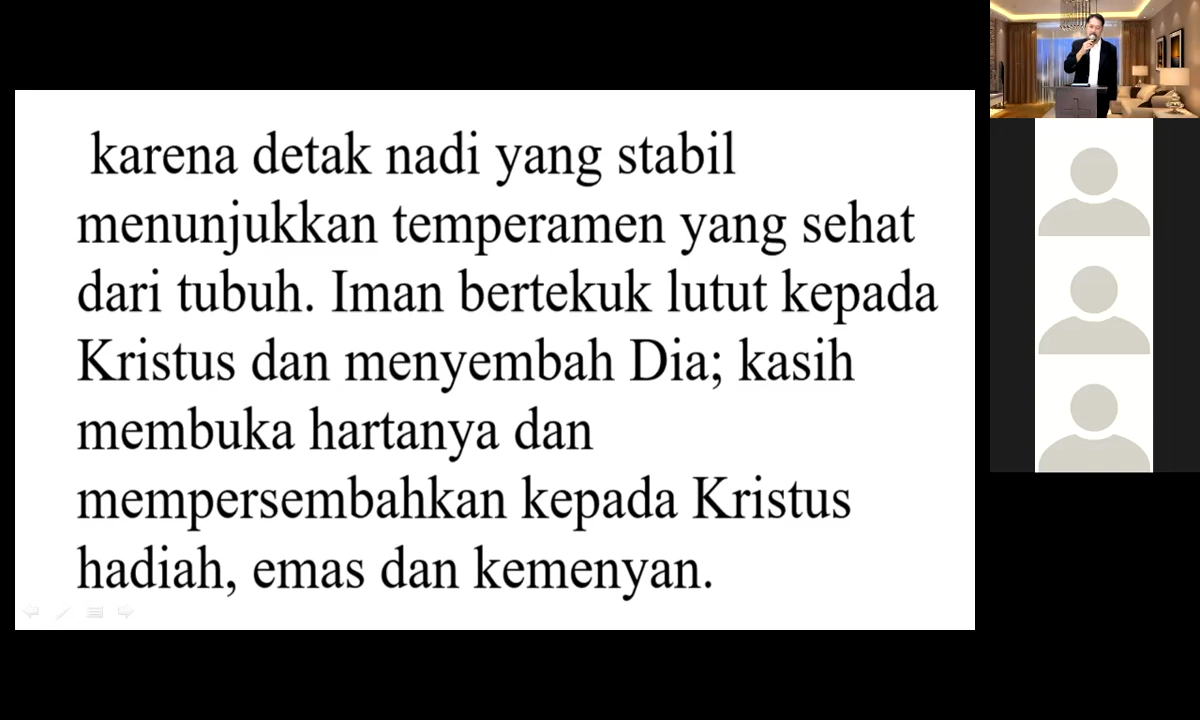 karena detak nadi yang stabil
menunjukkan temperamen yang sehat
dari tubuh. Iman bertekuk lutut kepada
Kristus dan menyembah Dia; kasih
membuka hartanya dan
mempersembahkan kepada Kristus
hadiah, emas dan kemenyan.